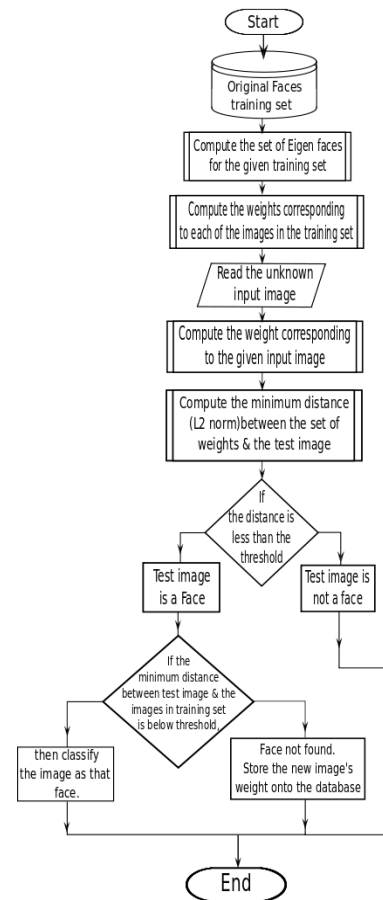 Start
Original Faces
training set
Compute the set of Eigen faces
for the given training set
Compute the weights corresponding
to each of the images in the training set
Read the unknown
input image
Compute the weight corresponding
to the given input image
Compute the minimum distance
(L2 norm)between the set of
weights & the test image
If
the distance is
less than the
threshold
Test image
is a Face
Test image is
not a face
If the
minimum distance
between test image & the
images in training set
is below threshold,
then classify
the image as that
face.
Face not found.
Store the new image's
weight onto the database
End